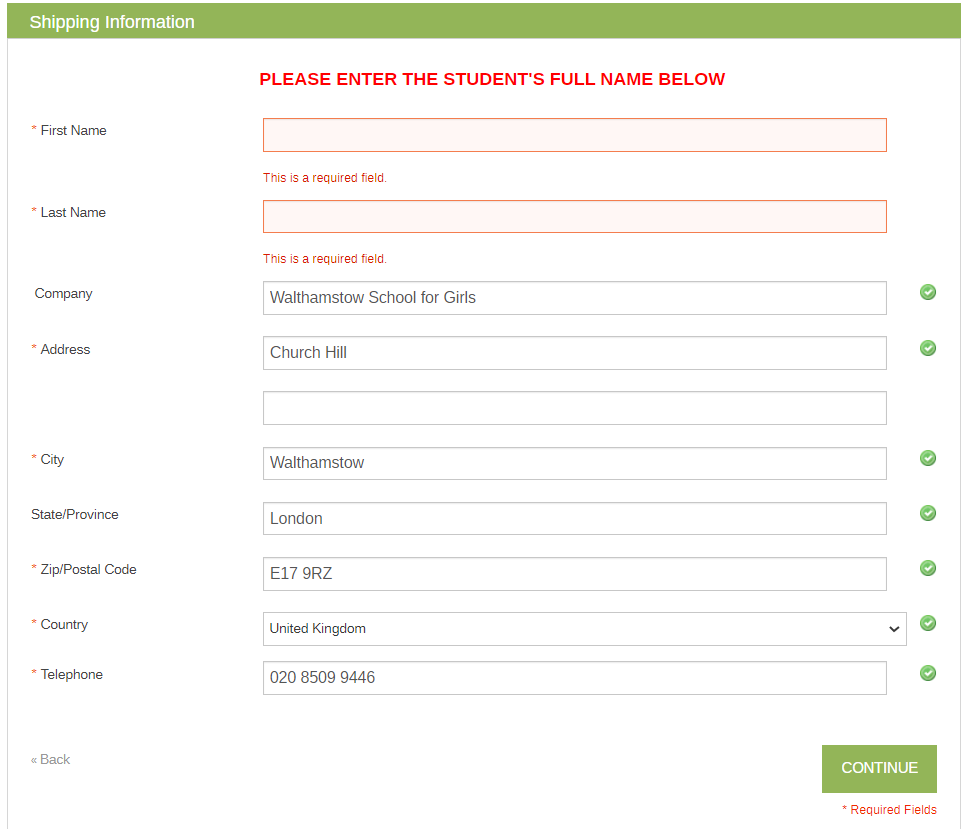 Shipping Information
PLEASE ENTER THE STUDENT'S FULL NAME BELOW
* First Name
This is a required field.
* Last Name
This is a required field.
Company Walthamstow School for Girls
* Address Church Hill
* City Walthamstow
State/Province London
* Zip/Postal Code E17 9RZ
* Country United Kingdom
* Telephone 020 8509 9446
« Back CONTINUE
* Required Fields